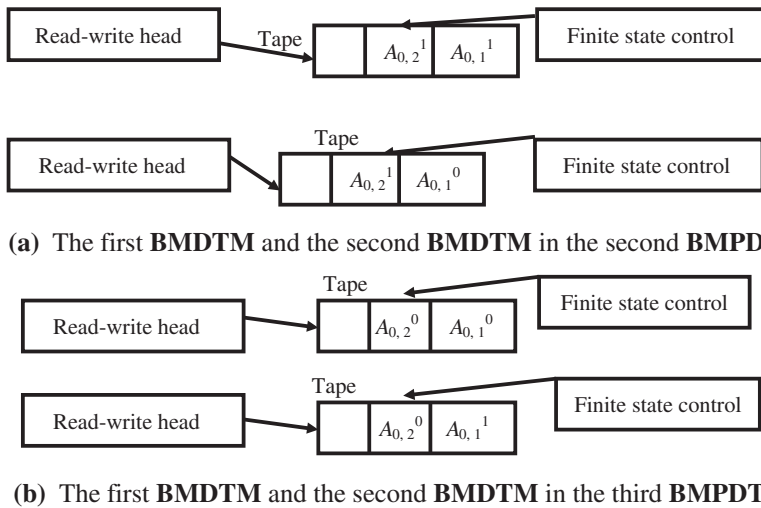 Read-write head Tape A0, 2^1 A0, 1^1 Finite state control
Tape
Read-write head A0, 2^1 A0, 1^0 Finite state control
(a) The first BMDTM and the second BMDTM in the second BMPD
Tape
Read-write head A0, 2^0 A0, 1^0 Finite state control
Tape
Read-write head A0, 2^0 A0, 1^1 Finite state control
(b) The first BMDTM and the second BMDTM in the third BMPDT